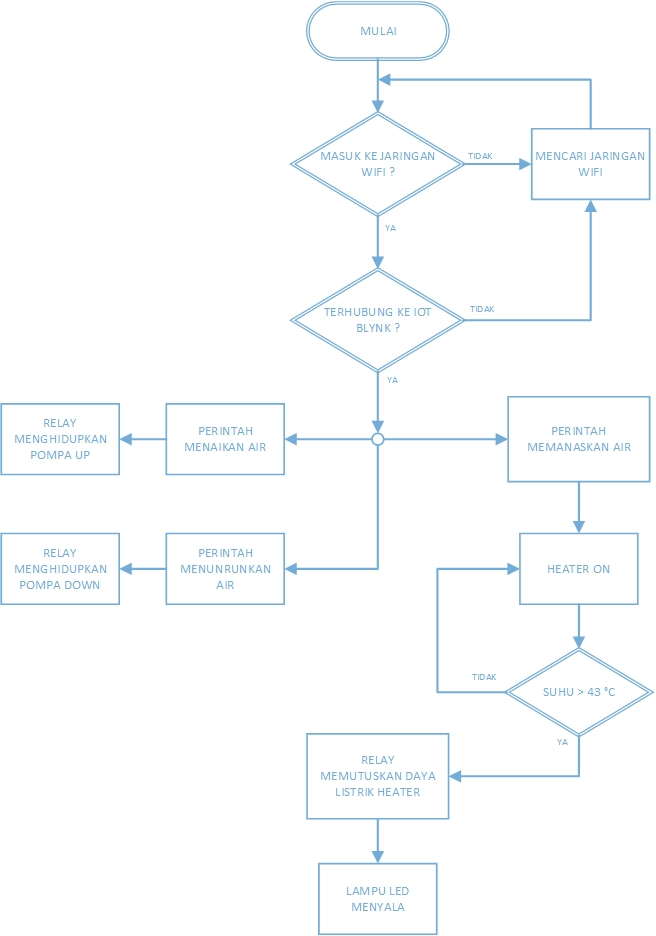 MULAI
MASUK KE JARINGAN
WIFI ?
TIDAK
MENCARI JARINGAN
WIFI
YA
TERHUBUNG KE IOT
BLYNK ?
TIDAK
YA
RELAY
MENGHIDUPKAN
POMPA UP
PERINTAH
MENAIKAN AIR
PERINTAH
MEMANASKAN AIR
RELAY
MENGHIDUPKAN
POMPA DOWN
PERINTAH
MENUNRUNKAN
AIR
HEATER ON
TIDAK
SUHU > 43 °C
YA
RELAY
MEMUTUSKAN DAYA
LISTRIK HEATER
LAMPU LED
MENYALA